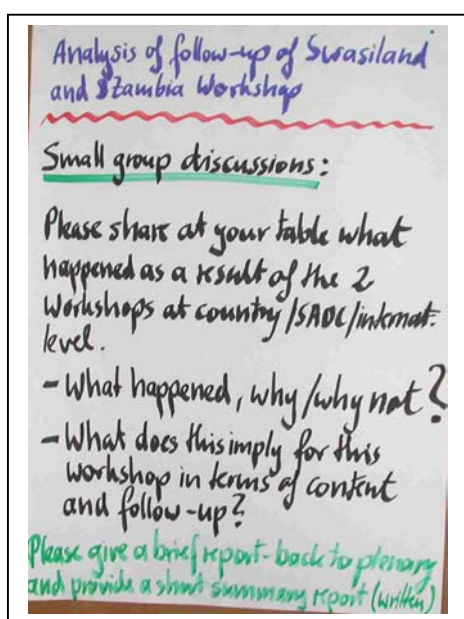 Analysis of follow-up of Swasiland
and Zambia Workshop
Small group discussions:
Please share at your table what
happened as a result of the 2
Workshops at country/SADC/internat.
level.
- What happened, why/why not?
- What does this imply for this
workshop in terms of content
and follow-up?
Please give a brief report-back to plenary
and provide a short summary report (written)